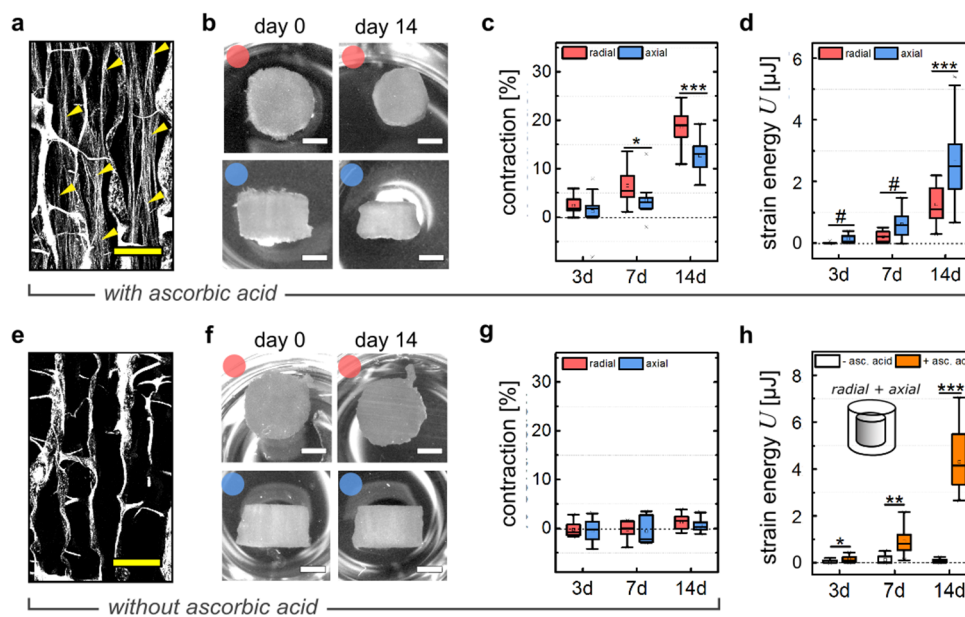 a
b
day 0
day 14
c
contraction [%]
radial
axial
30
20
10
0
*
***
3d
7d
14d
d
strain energy U [µJ]
radial
axial
6
4
2
0
#
#
***
3d
7d
14d
with ascorbic acid
e
f
day 0
day 14
g
contraction [%]
radial
axial
30
20
10
0
3d
7d
14d
h
strain energy U [µJ]
- asc. acid
+ asc. ac
radial + axial
8
6
4
2
0
*
**
***
3d
7d
14d
without ascorbic acid